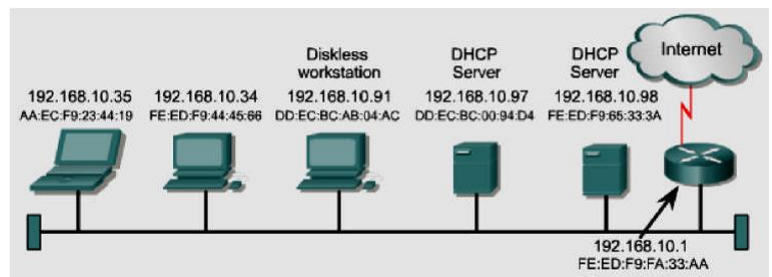 Internet
Diskless
workstation
DHCP
Server
DHCP
Server
192.168.10.35
AA:EC:F9:23:44:19
192.168.10.34
FE:ED:F9:44:45:66
192.168.10.91
DD:EC:BC:AB:04:AC
192.168.10.97
DD:EC:BC:00:94:D4
192.168.10.98
FE:ED:F9:65:33:3A
192.168.10.1
FE:ED:F9:FA:33:AA